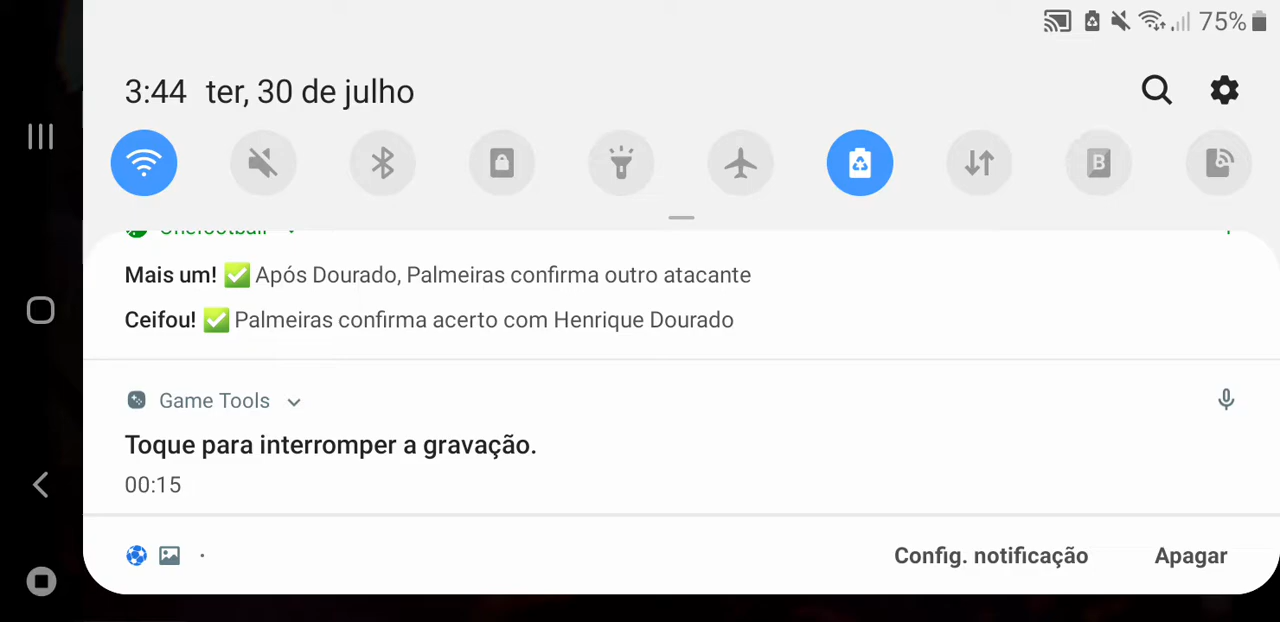 75%
3:44 ter, 30 de julho
Onefootball
Mais um! ✅ Após Dourado, Palmeiras confirma outro atacante
Ceifou! ✅ Palmeiras confirma acerto com Henrique Dourado
Game Tools
Toque para interromper a gravação.
00:15
Config. notificação Apagar